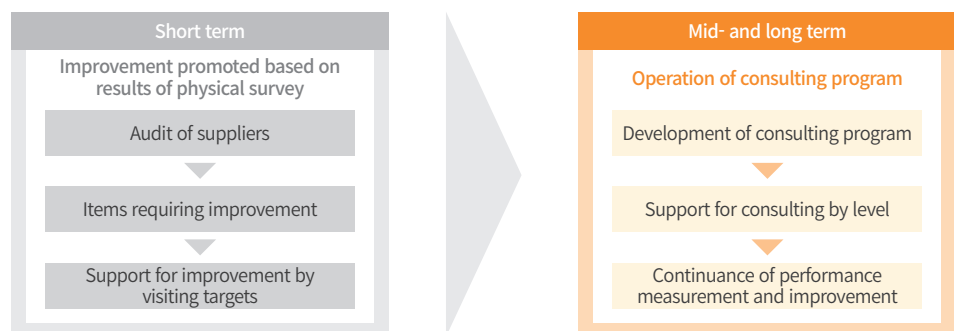 Short term
Improvement promoted based on
results of physical survey
Audit of suppliers
Items requiring improvement
Support for improvement by
visiting targets
Mid- and long term
Operation of consulting program
Development of consulting program
Support for consulting by level
Continuance of performance
measurement and improvement